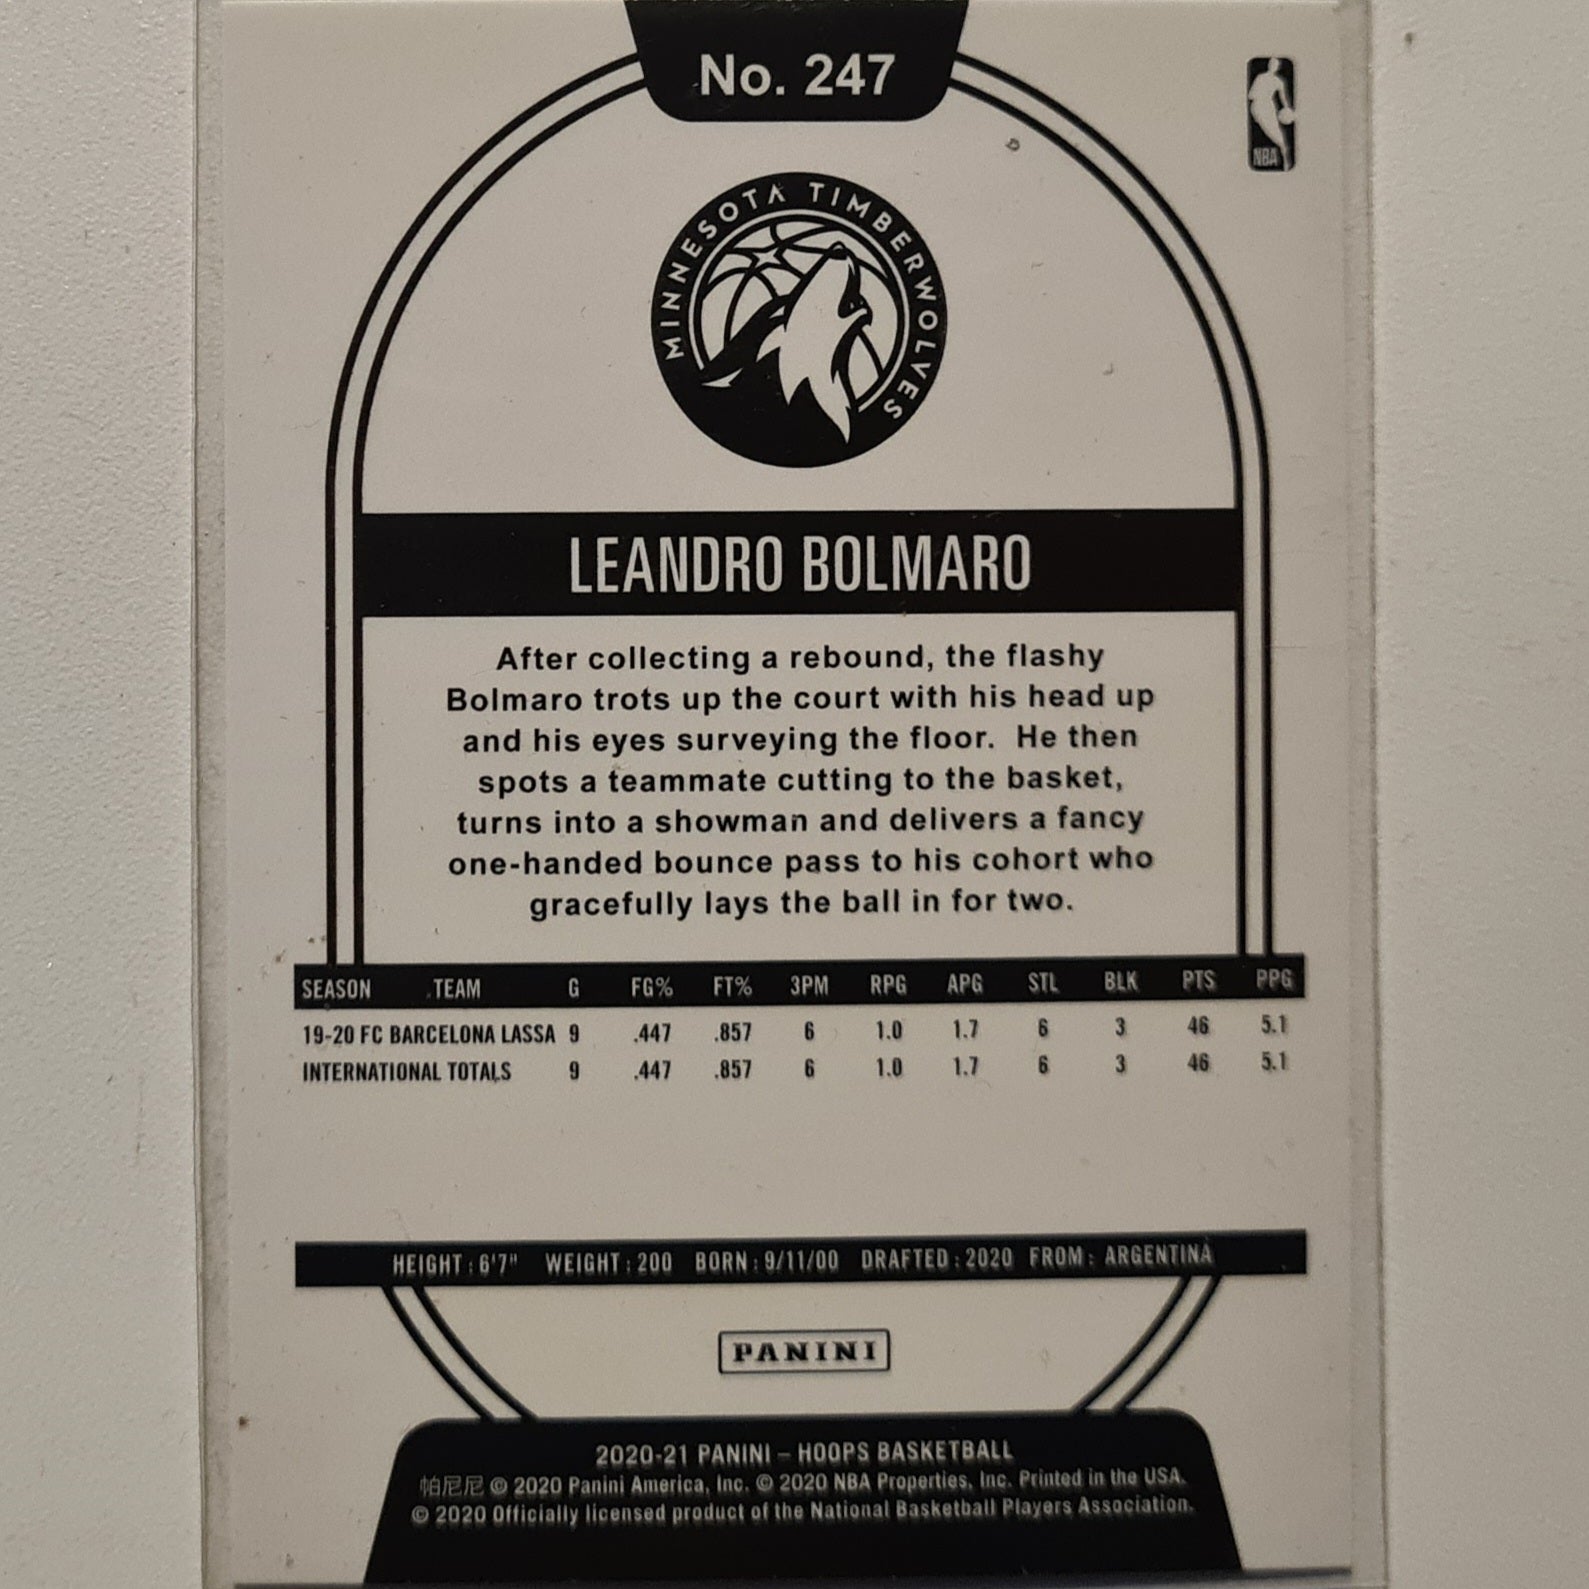 No. 247
NBA
MINNESOTA TIMBERWOLVES
LEANDRO BOLMARO
After collecting a rebound, the flashy
Bolmaro trots up the court with his head up
and his eyes surveying the floor. He then
spots a teammate cutting to the basket,
turns into a showman and delivers a fancy
one-handed bounce pass to his cohort who
gracefully lays the ball in for two.
SEASON TEAM G FG% FT% 3PM RPG APG STL BLK PTS PPG
19-20 FC BARCELONA LASSA 9 .447 .857 6 1.0 1.7 6 3 46 5.1
INTERNATIONAL TOTALS 9 .447 .857 6 1.0 1.7 6 3 46 5.1
HEIGHT: 6'7" WEIGHT: 200 BORN: 9/11/00 DRAFTED: 2020 FROM: ARGENTINA
PANINI
2020-21 PANINI – HOOPS BASKETBALL
帕尼尼 © 2020 Panini America, Inc. © 2020 NBA Properties, Inc. Printed in the USA.
© 2020 Officially licensed product of the National Basketball Players Association.